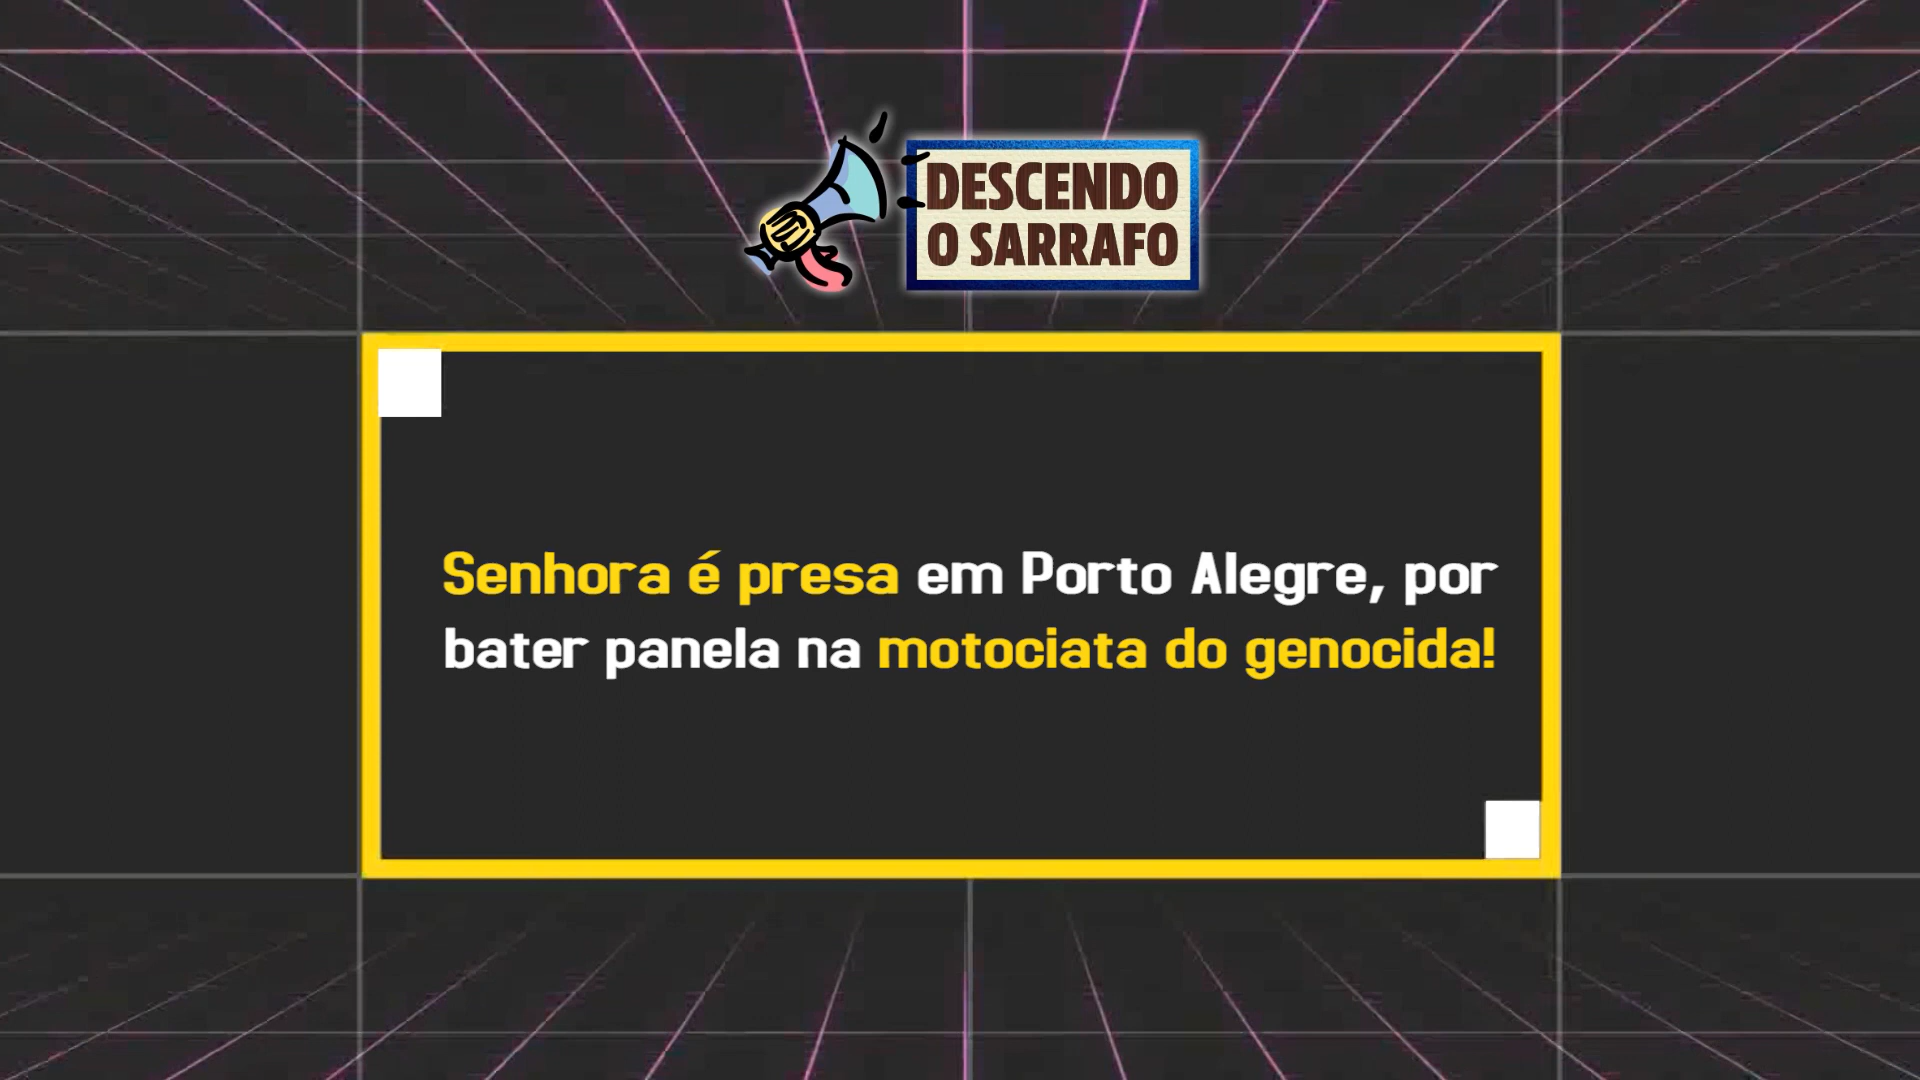 DESCENDO
O SARRAFO
Senhora é presa em Porto Alegre, por
bater panela na motociata do genocida!